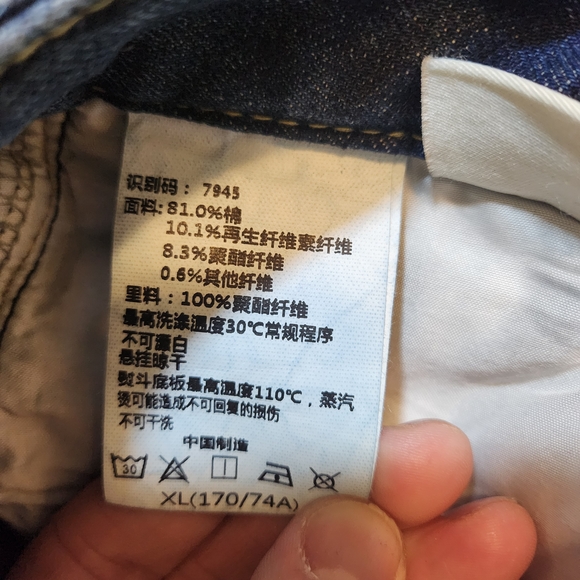 识别码： 7945
面料: 81.0%棉
10.1%再生纤维素纤维
8.3%聚酯纤维
0.6%其他纤维
里料：100%聚酯纤维
最高洗涤温度30℃常规程序
不可漂白
悬挂晾干
熨斗底板最高温度110℃，蒸汽
烫可能造成不可回复的损伤
不可干洗
中国制造
30
XL(170/74A)